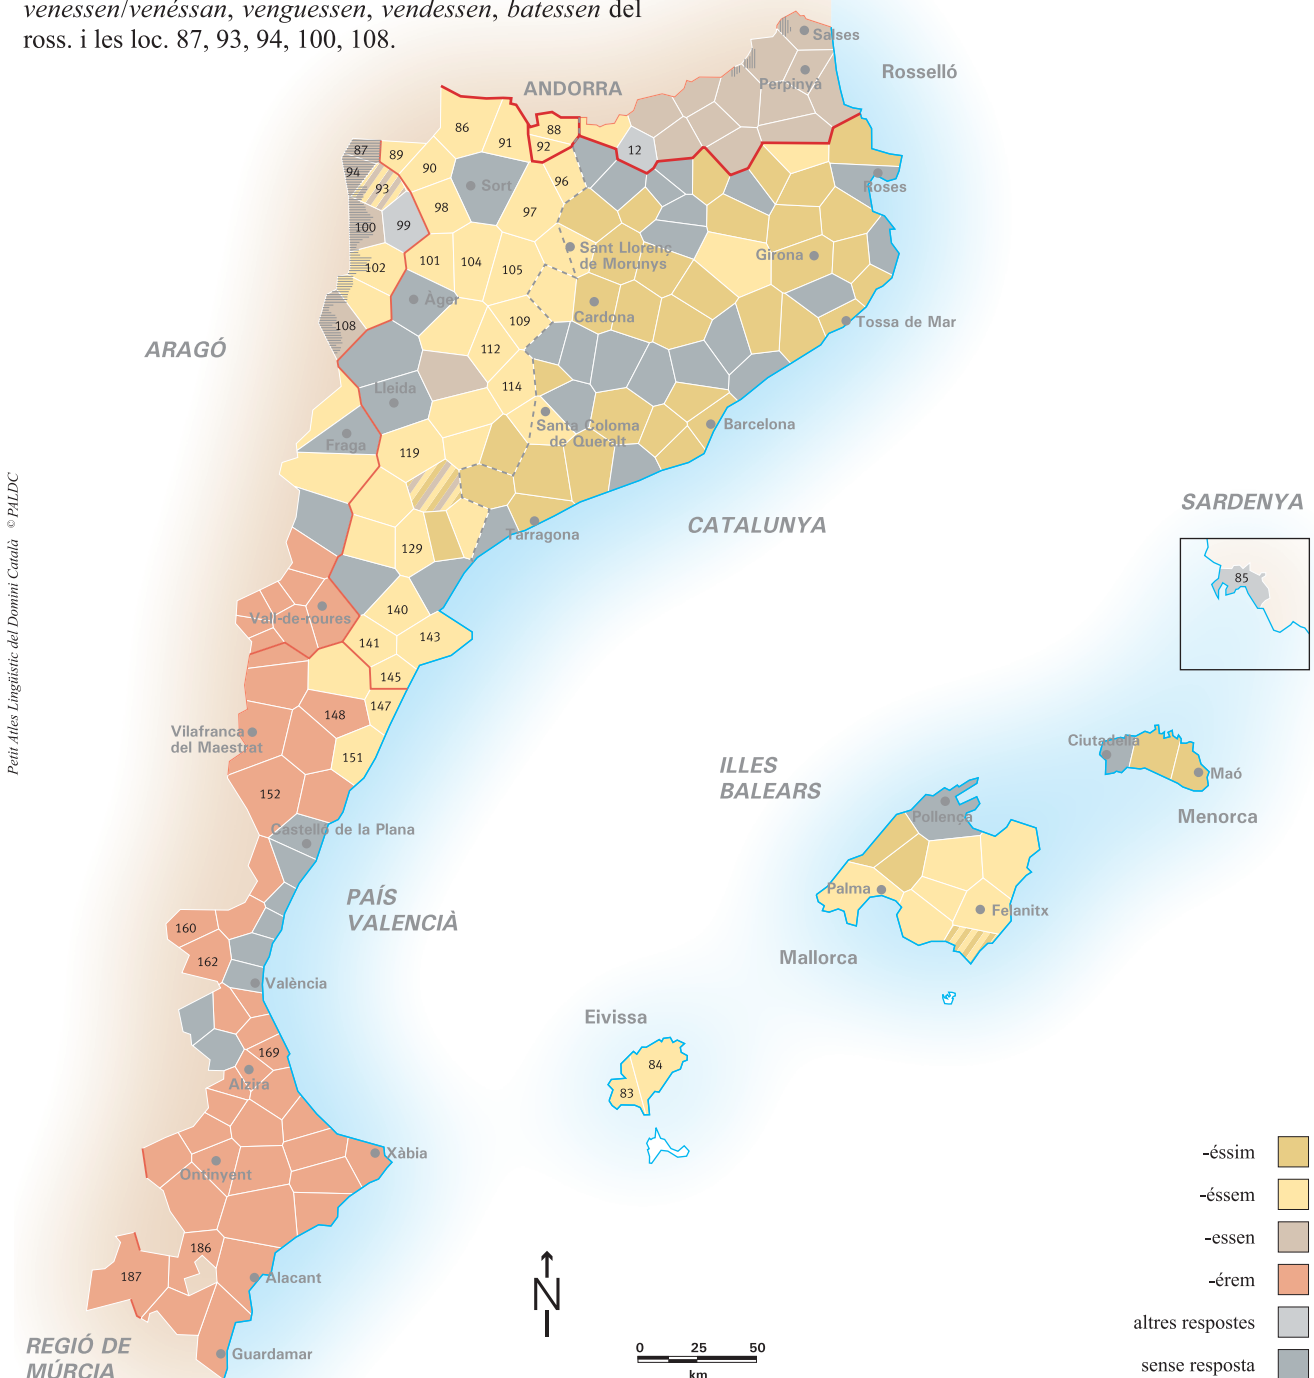 venessen/venéssan, venguessen, vendessen, batessen del
ross. i les loc. 87, 93, 94, 100, 108.
Salses
Rosselló
Perpinyà
ANDORRA
86
88
91
92
12
87
89
90
94
93
96
Sort
Roses
98
97
100
99
Sant Llorenç
de Morunys
Girona
101
104
105
102
Àger
Cardona
108
109
Tossa de Mar
ARAGÓ
112
Lleida
114
Santa Coloma
de Queralt
Barcelona
Fraga
119
Petit Atles Lingüístic del Domini Català © PALDC
SARDENYA
CATALUNYA
Tarragona
129
85
Vall-de-roures
140
141
143
145
147
148
Vilafranca
del Maestrat
151
152
ILLES
BALEARS
Ciutadella
Maó
Menorca
Castelló de la Plana
Pollença
PAÍS
VALENCIÀ
Palma
Felanitx
160
162
Mallorca
València
Eivissa
169
84
83
Alzira
Xàbia
Ontinyent
-éssim
-éssem
-essen
-érem
altres respostes
sense resposta
186
187
Alacant
N
REGIÓ DE
MÚRCIA
Guardamar
0 25 50
km